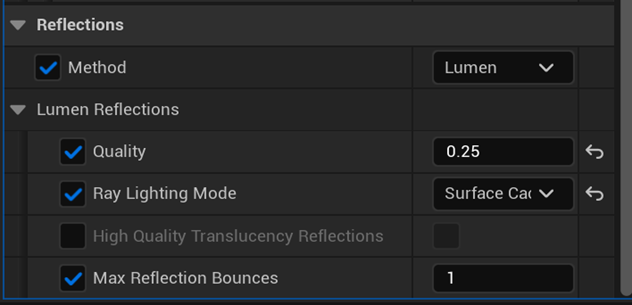 Reflections
Method
Lumen
Lumen Reflections
Quality
0.25
Ray Lighting Mode
Surface Cac
High Quality Translucency Reflections
Max Reflection Bounces
1